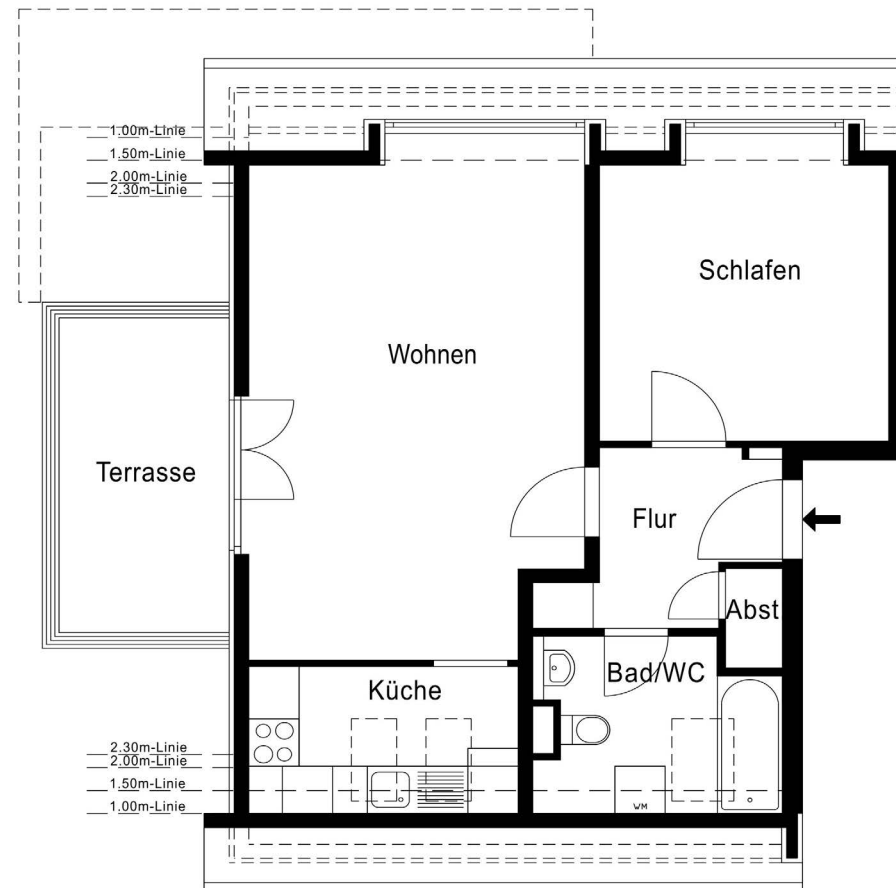 1.00m-Linie
1.50m-Linie
2.00m-Linie
2.30m-Linie
Schlafen
Wohnen
Terrasse
Flur
Abst
Bad/WC
Küche
2.30m-Linie
2.00m-Linie
1.50m-Linie
1.00m-Linie
WM